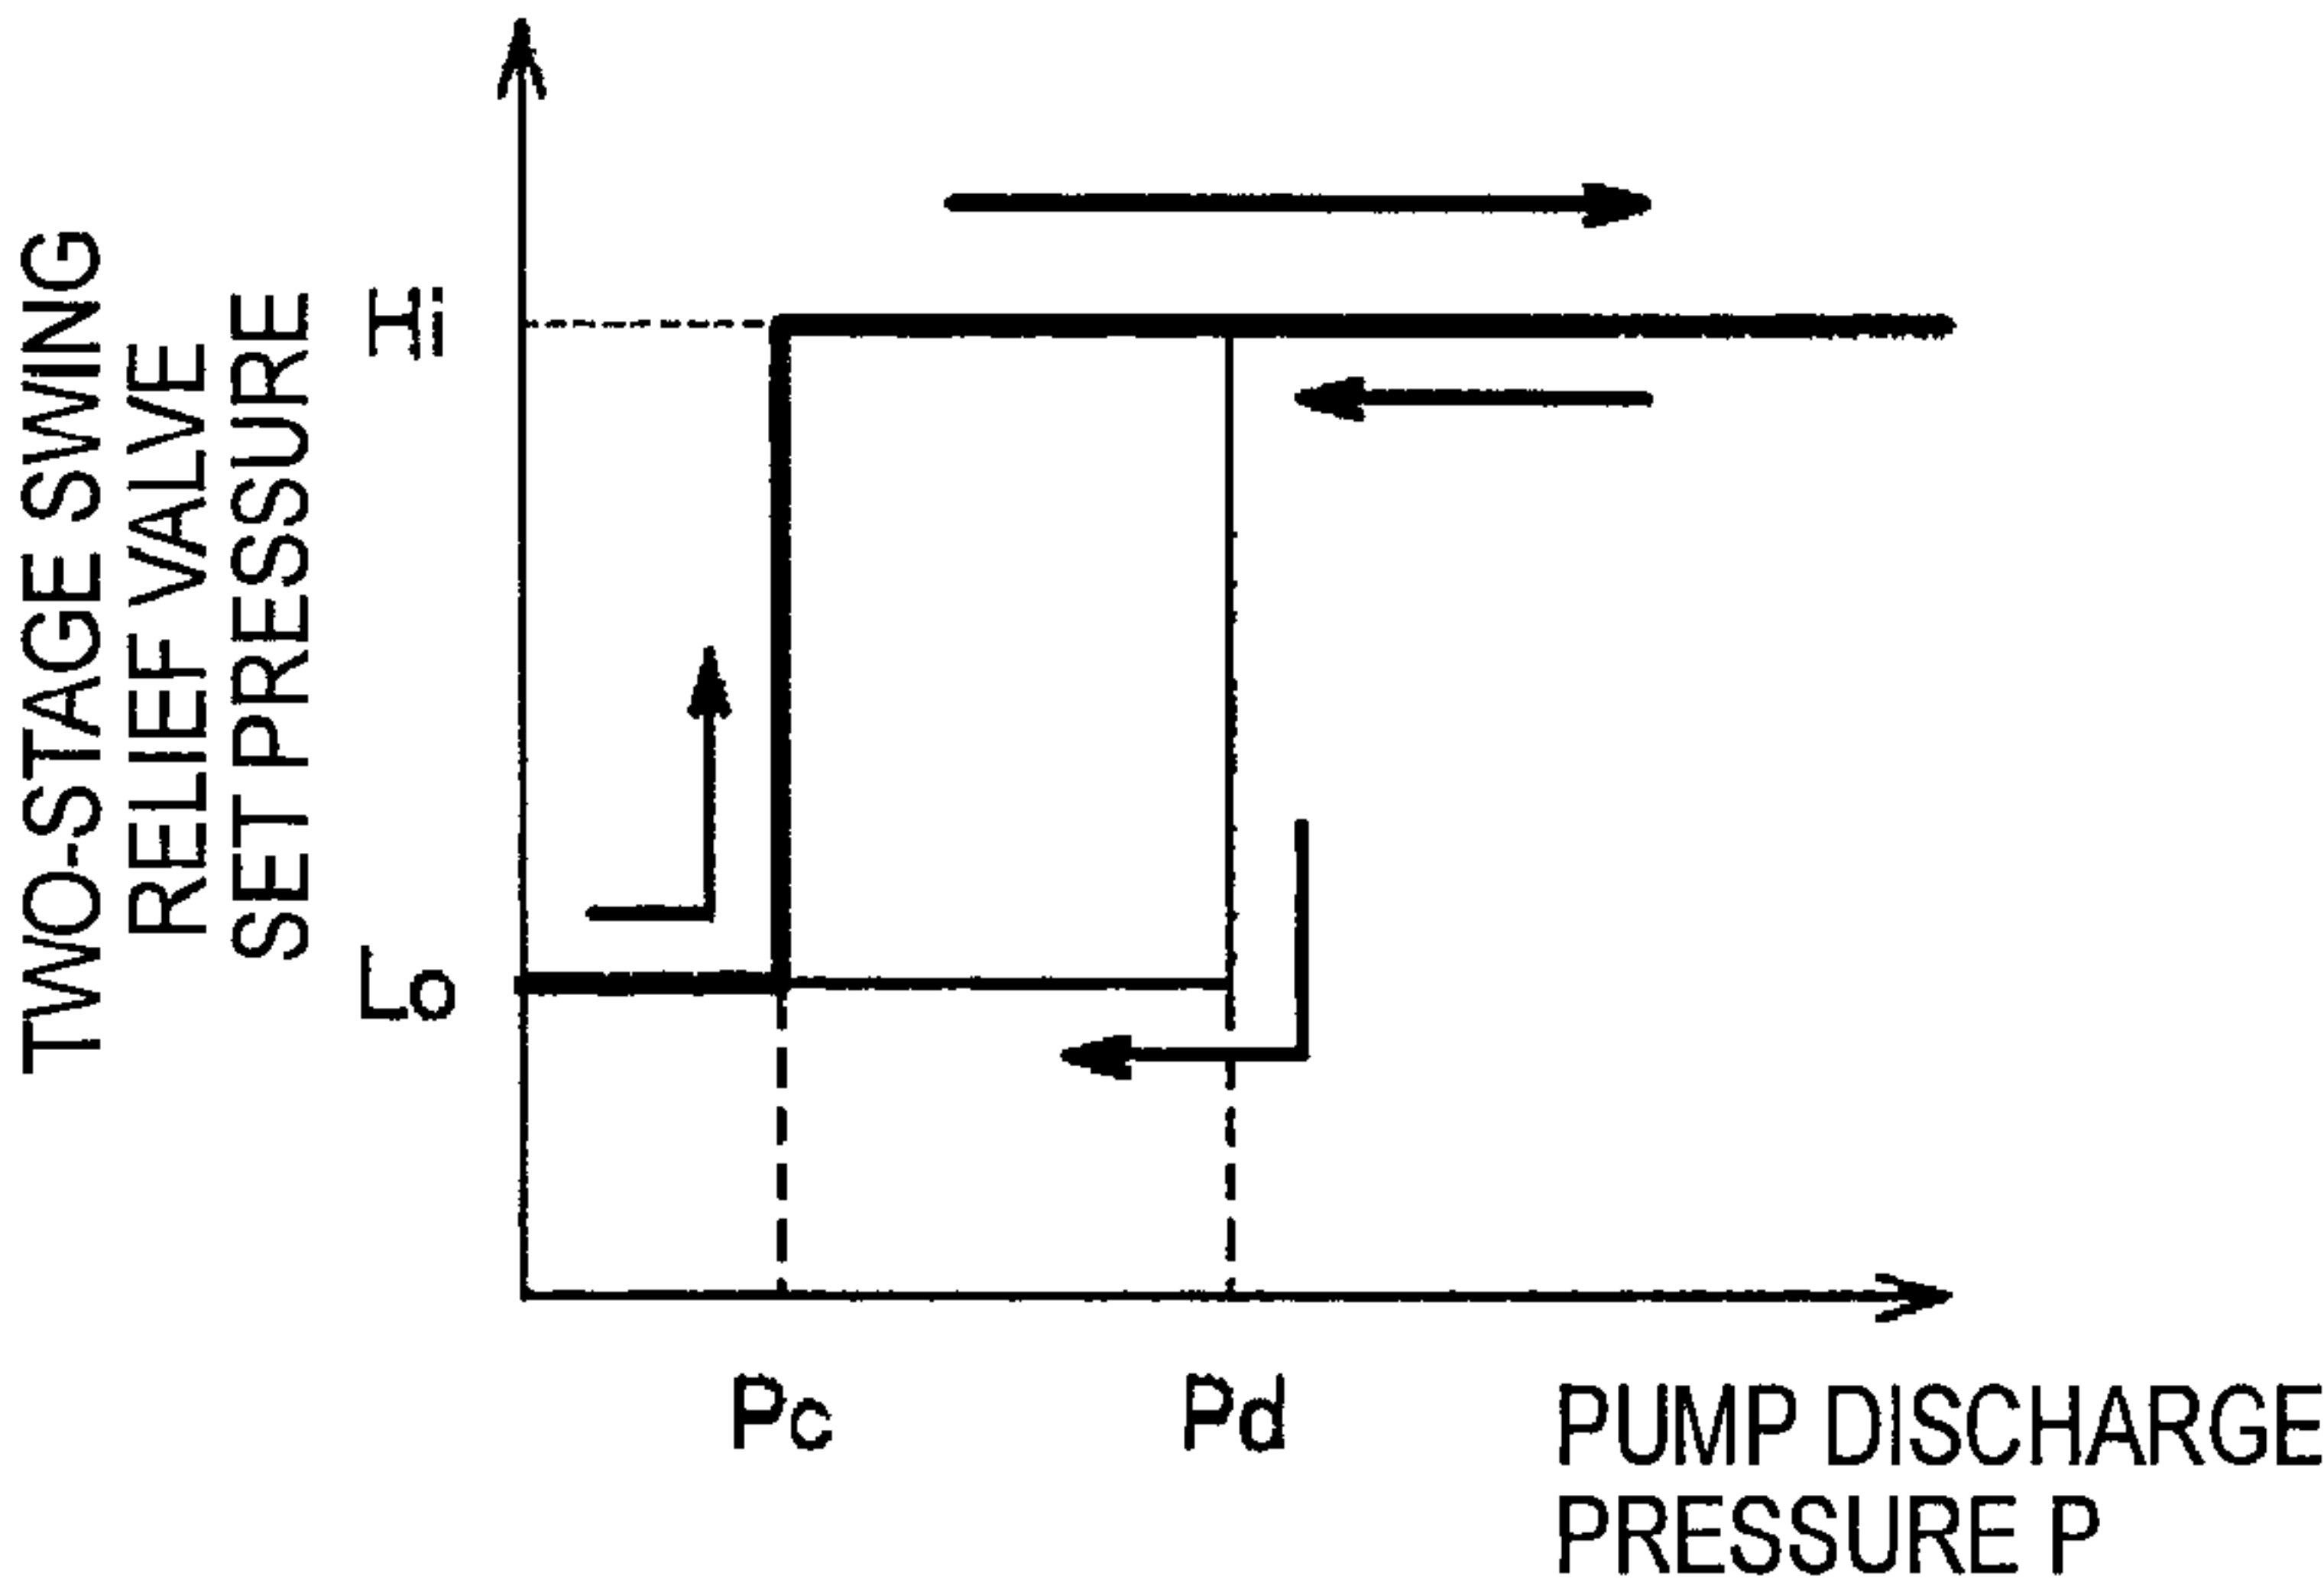 TWO-STAGE SWING
RELIEF VALVE
SET PRESSURE
Hi
Lo
Pc
Pd
PUMP DISCHARGE
PRESSURE P